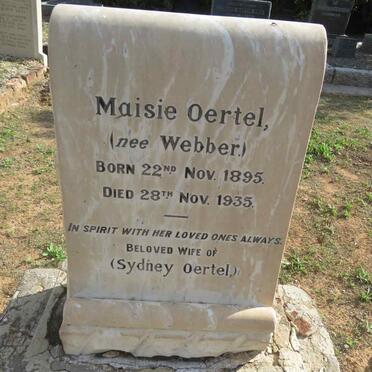 Maisie Oertel,
(nee Webber.)
BORN 22ND NOV. 1895.
DIED 28TH NOV. 1935.
IN SPIRIT WITH HER LOVED ONES ALWAYS.
BELOVED WIFE OF
(Sydney Oertel.)